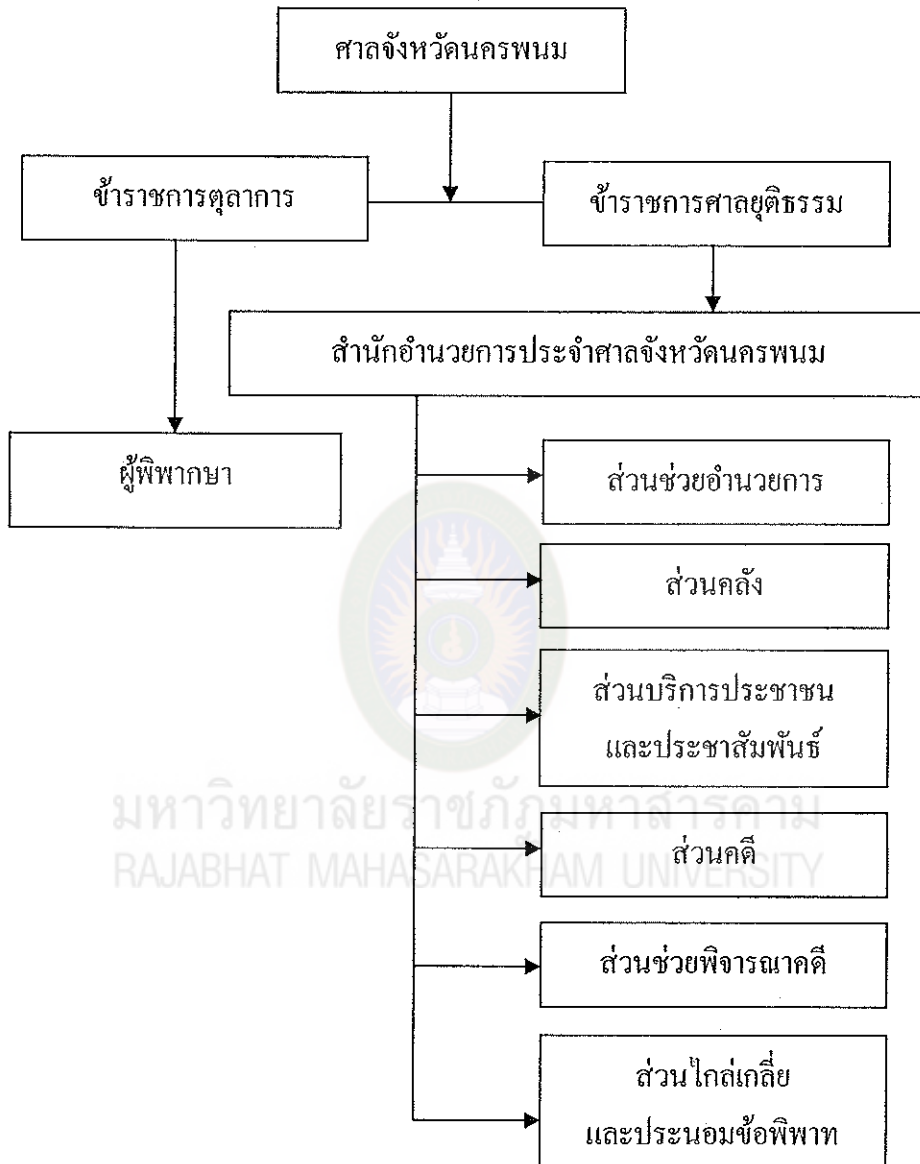 ศาลจังหวัดนครพนม
ข้าราชการตุลาการ
ข้าราชการศาลยุติธรรม
สำนักอำนวยการประจำศาลจังหวัดนครพนม
ผู้พิพากษา
ส่วนช่วยอำนวยการ
ส่วนคลัง
ส่วนบริการประชาชน
และประชาสัมพันธ์
มหาวิทยาลัยราชภัฏมหาสารคาม
ส่วนคดี
RAJABHAT MAHASARAKHAM UNIVERSITY
ส่วนช่วยพิจารณาคดี
ส่วนไกล่เกลี่ย
และประนอมข้อพิพาท